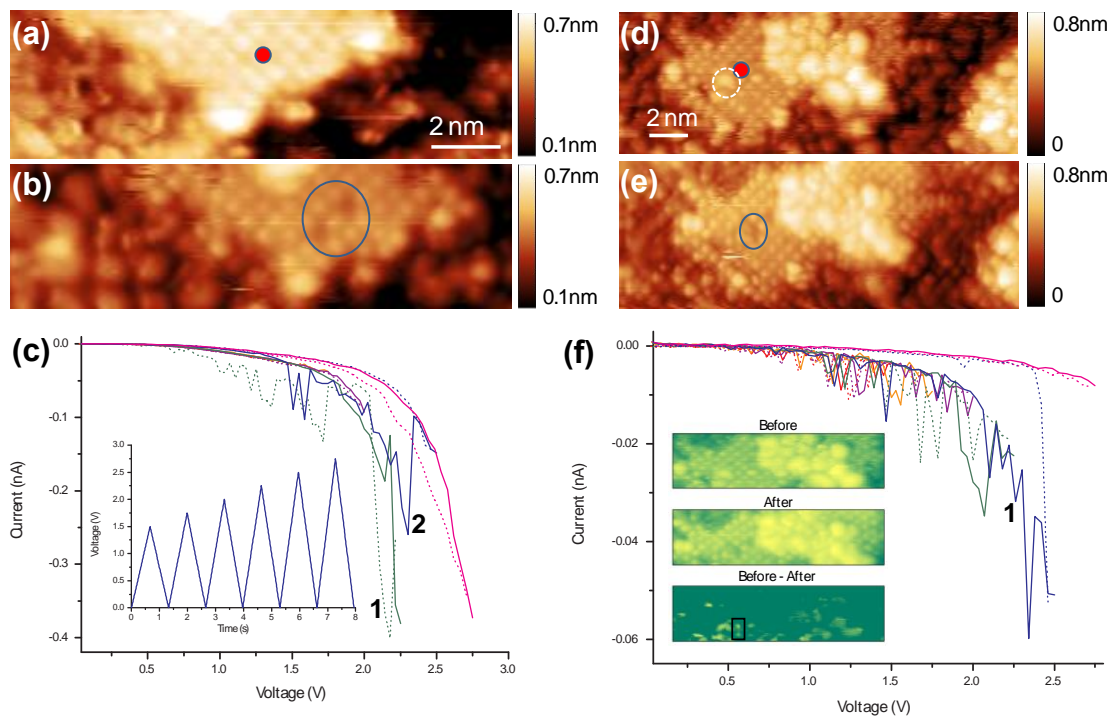 (a)
2 nm
0.7nm
0.1nm
(b)
0.7nm
0.1nm
(c)
0.0
-0.1
-0.2
-0.3
-0.4
Current (nA)
0.5
1.0
1.5
2.0
2.5
3.0
Voltage (V)
1
2
3.0
2.5
2.0
1.5
1.0
0.5
0.0
Voltage (V)
0
1
2
3
4
5
6
7
8
Time (s)
(d)
2 nm
0.8nm
0
(e)
0.8nm
0
(f)
0.00
-0.02
-0.04
-0.06
Current (nA)
Before
After
Before - After
1
0.5
1.0
1.5
2.0
2.5
Voltage (V)